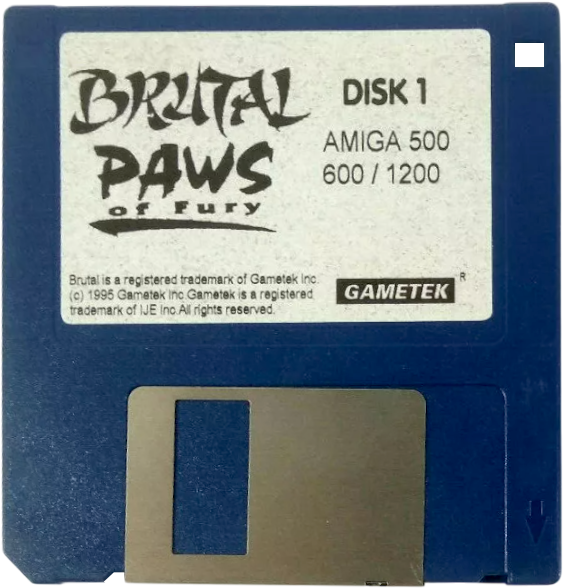 BRUTAL
PAWS
of Fury
DISK 1
AMIGA 500
600 / 1200
Brutal is a registered trademark of Gametek Inc.
(c) 1995 Gametek Inc.Gametek is a registered
trademark of IJE Inc.All rights reserved.
GAMETEK R